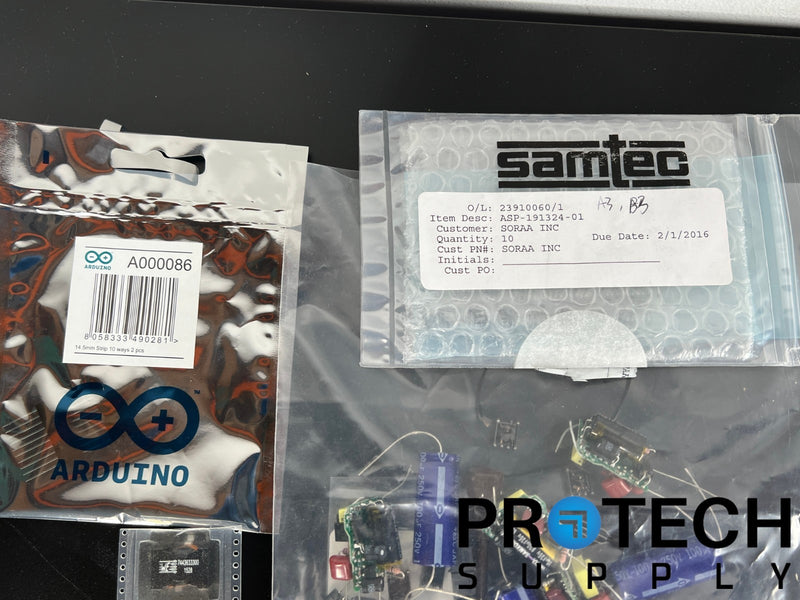 samtec
O/L: 23910060/1
A3, B3
Item Desc: ASP-191324-01
Customer: SORAA INC
Quantity: 10
Due Date: 2/1/2016
Cust PN#: SORAA INC
Initials:
Cust PO:
ARDUINO
A000086
8 058333 490281 >
14.5mm Strip 10 ways 2 pcs
ARDUINO
TM
PROTECH
SUPPLY